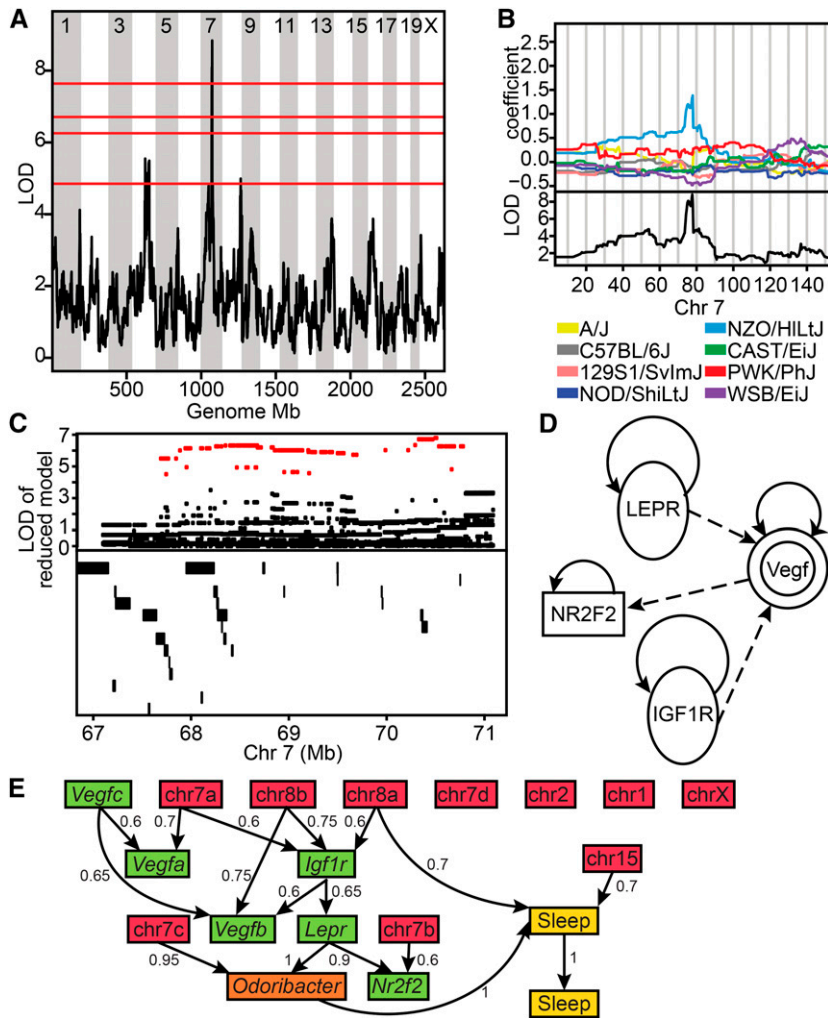 A
1 3 5 7 9 11 13 15 17 19 X
8
6
4
2
0
LOD
500 1000 1500 2000 2500
Genome Mb
B
2.5
2.0
1.5
1.0
0.5
0.0
−0.5
coefficient
8
6
4
2
LOD
20 40 60 80 100 120 140
Chr 7
A/J NZO/HILtJ
C57BL/6J CAST/EiJ
129S1/SvImJ PWK/PhJ
NOD/ShiLtJ WSB/EiJ
C
7
5
3
1
0
LOD of
reduced model
67 68 69 70 71
Chr 7 (Mb)
D
LEPR
Vegf
NR2F2
IGF1R
E
Vegfc chr7a chr8b chr8a chr7d chr2 chr1 chrX
0.6 0.7 0.6 0.75 0.6
Vegfa Igf1r chr15
0.65 0.75 0.6 0.65 0.7 0.7
chr7c Vegfb Lepr chr7b Sleep
0.95 1 0.9 0.6 1
Odoribacter Nr2f2 1
Sleep